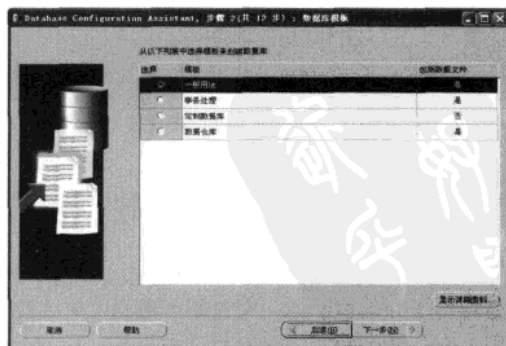 Database Configuration Assistant, 步骤 2(共 12 步) : 数据库模板
从以下列表中选择模板来创建数据库:
选择 模板 包括数据文件
一般用途 是
事务处理 是
定制数据库 否
数据仓库 是
显示详细资料...
取消 帮助 后退(B) 下一步(N)